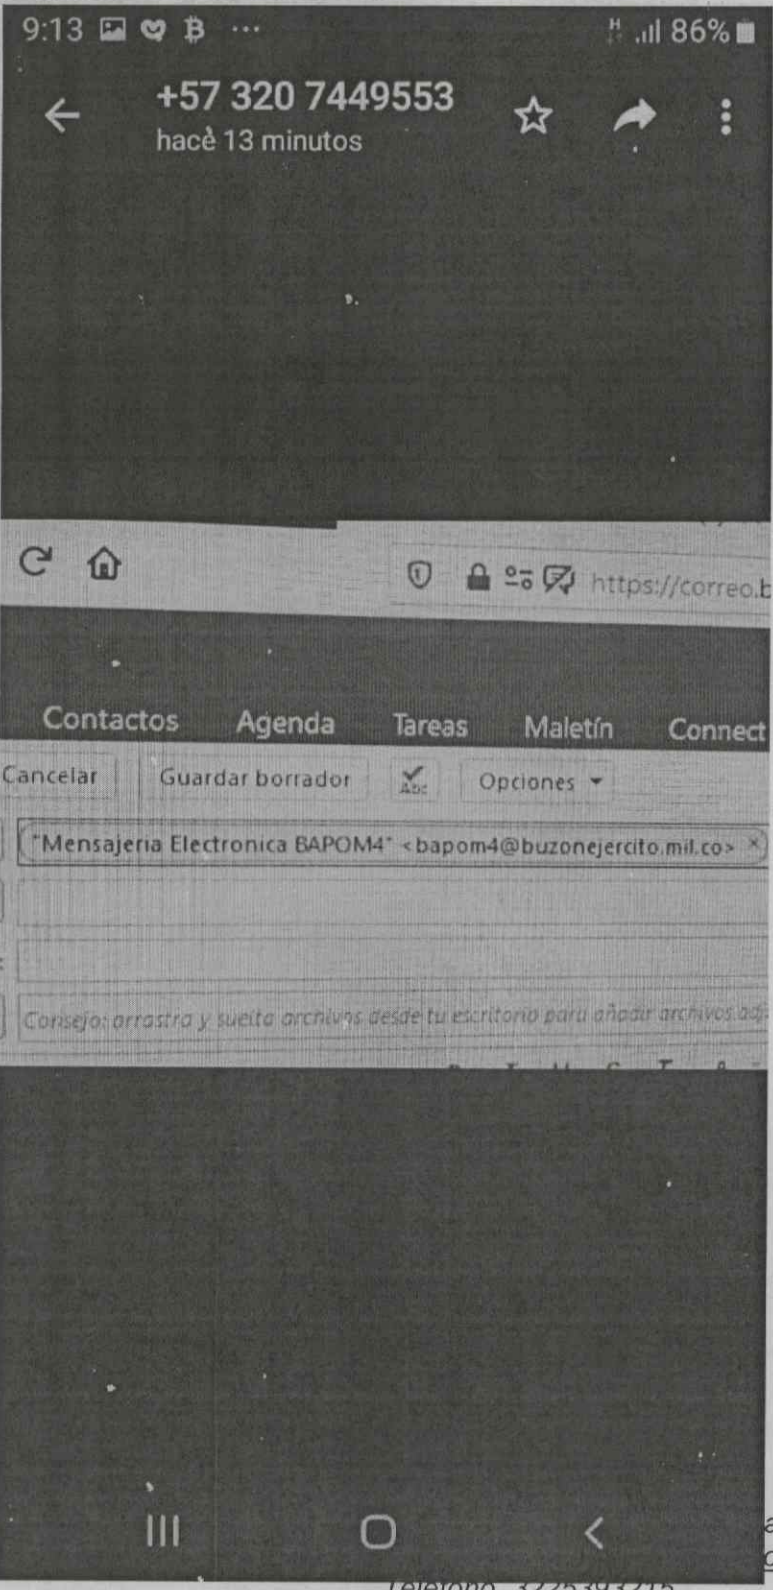 9:13 ... H 86%
+57 320 7449553
hace 13 minutos
https://correo.b
Contactos Agenda Tareas Maletín Connect
Cancelar Guardar borrador Abc Opciones
"Mensajeria Electronica BAPOM4" <bapom4@buzonejercito.mil.co> ×
Consejo: arrastra y suelta archivos desde tu escritorio para añadir archivos adj